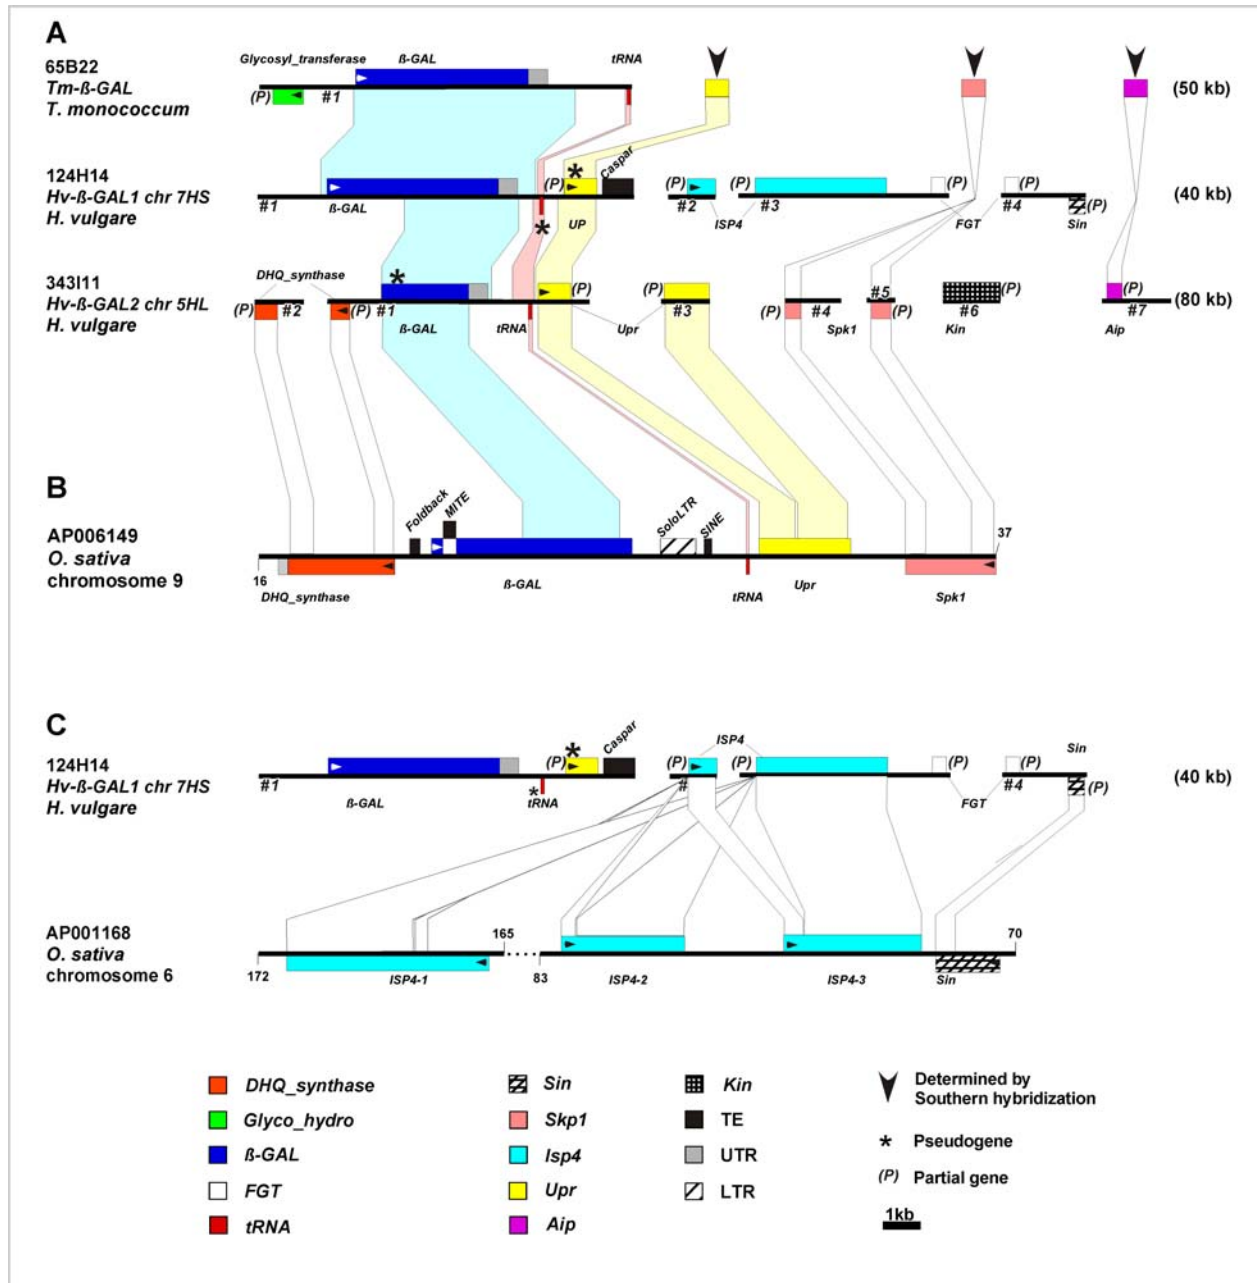 A
65B22
Tm-ß-GAL
T. monococcum
Glycosyl_transferase
ß-GAL
tRNA
(P)
#1
(50 kb)
124H14
Hv-ß-GAL1 chr 7HS
H. vulgare
#1
ß-GAL
*
(P)
*
UP
Caspar
(P)
#2
ISP4
(P)
#3
(P)
FGT
(P)
#4
Sin
(P)
(40 kb)
343I11
Hv-ß-GAL2 chr 5HL
H. vulgare
DHQ_synthase
(P)
#2
(P)
*
#1
ß-GAL
tRNA
(P)
Upr
(P)
#3
(P)
#4
Spk1
#5
(P)
(P)
#6
Kin
(P)
#7
Aip
(80 kb)
B
AP006149
O. sativa
chromosome 9
Foldback
MITE
SoloLTR
SINE
37
16
DHQ_synthase
ß-GAL
tRNA
Upr
Spk1
C
124H14
Hv-ß-GAL1 chr 7HS
H. vulgare
#1
ß-GAL
*
tRNA
(P)
*
Caspar
(P)
ISP4
#
(P)
(P)
FGT
(P)
#4
Sin
(P)
(40 kb)
AP001168
O. sativa
chromosome 6
172
165
83
70
ISP4-1
ISP4-2
ISP4-3
Sin
DHQ_synthase
Glyco_hydro
ß-GAL
FGT
tRNA
Sin
Skp1
Isp4
Upr
Aip
Kin
TE
UTR
LTR
Determined by
Southern hybridization
* Pseudogene
(P) Partial gene
1kb